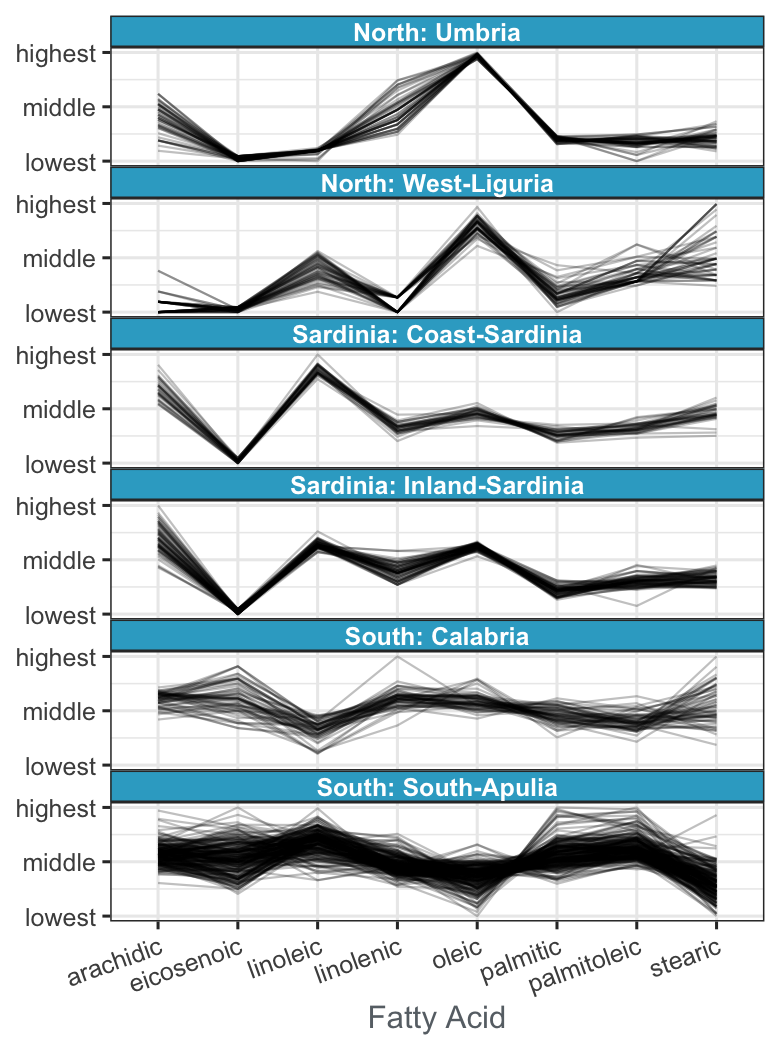 North: Umbria
highest
middle
lowest
North: West-Liguria
highest
middle
lowest
Sardinia: Coast-Sardinia
highest
middle
lowest
Sardinia: Inland-Sardinia
highest
middle
lowest
South: Calabria
highest
middle
lowest
South: South-Apulia
highest
middle
lowest
arachidic
eicosenoic
linoleic
linolenic
oleic
palmitic
palmitoleic
stearic
Fatty Acid